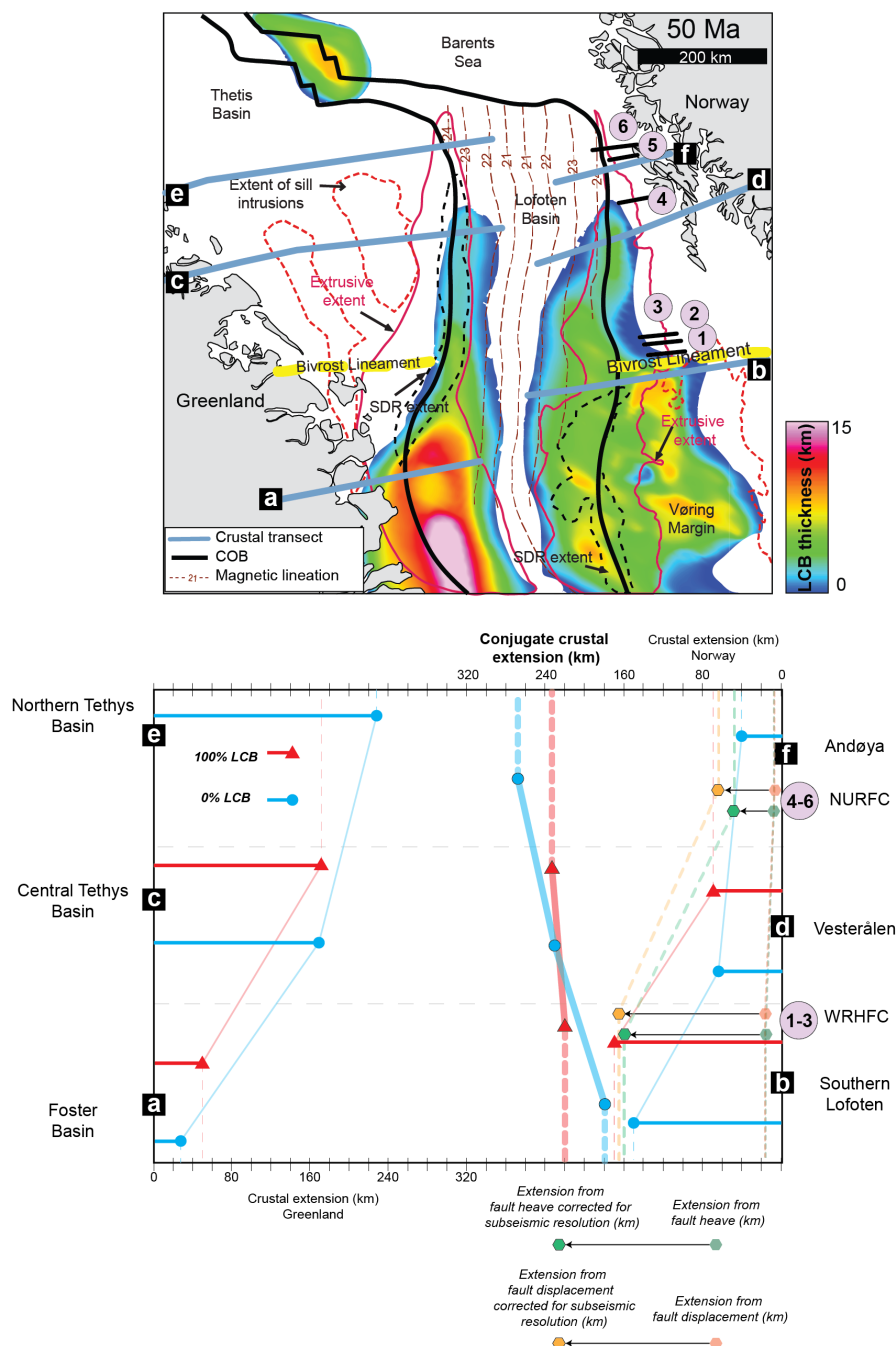 50 Ma
200 km
Barents
Sea
Thetis
Basin
Norway
6
5
f
24
23
22
21
21
22
23
2
e
Extent of sill
intrusions
Lofoten
Basin
d
4
c
Extrusive
extent
3
2
1
Bivrost Lineament
Bivrost Lineament
b
SDR extent
Greenland
Extrusive
extent
a
Vøring
Margin
SDR extent
Crustal transect
COB
21 Magnetic lineation
LCB thickness (km)
15
0
Conjugate crustal
extension (km)
Crustal extension (km)
Norway
320 240 160 80 0
Northern Tethys
Basin
e
100% LCB
0% LCB
f
Andøya
4-6
NURFC
Central Tethys
Basin
c
d
Vesterålen
1-3
WRHFC
Foster
Basin
a
b
Southern
Lofoten
0 80 160 240 320
Crustal extension (km)
Greenland
Extension from
fault heave corrected for
subseismic resolution (km)
Extension from
fault heave (km)
Extension from
fault displacement
corrected for subseismic
resolution (km)
Extension from
fault displacement (km)